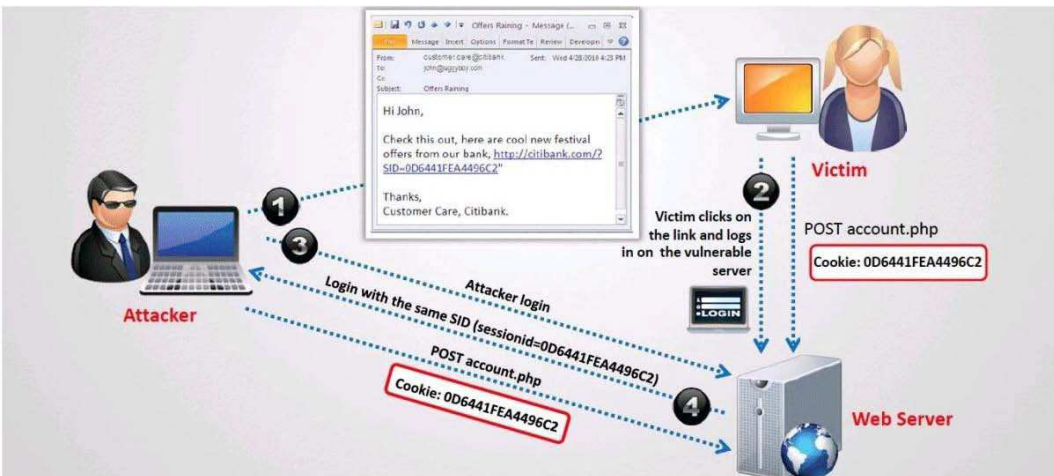 Offers Raining - Message (...
Message Insert Options Format Te Review Developer
From: customer.care@citibank Sent: Wed 4/28/2010 4:23 PM
To:
Cc:
Subject: Offers Raining
Hi John,
Check this out, here are cool new festival
offers from our bank, http://citibank.com/?
SID=0D6441FEA4496C2"
Thanks,
Customer Care, Citibank.
Victim
1
2
3
Victim clicks on
the link and logs
in on the vulnerable
server
POST account.php
Cookie: 0D6441FEA4496C2
LOGIN
Attacker
Attacker login
Login with the same SID (sessionid=0D6441FEA4496C2)
POST account.php
Cookie: 0D6441FEA4496C2
4
Web Server